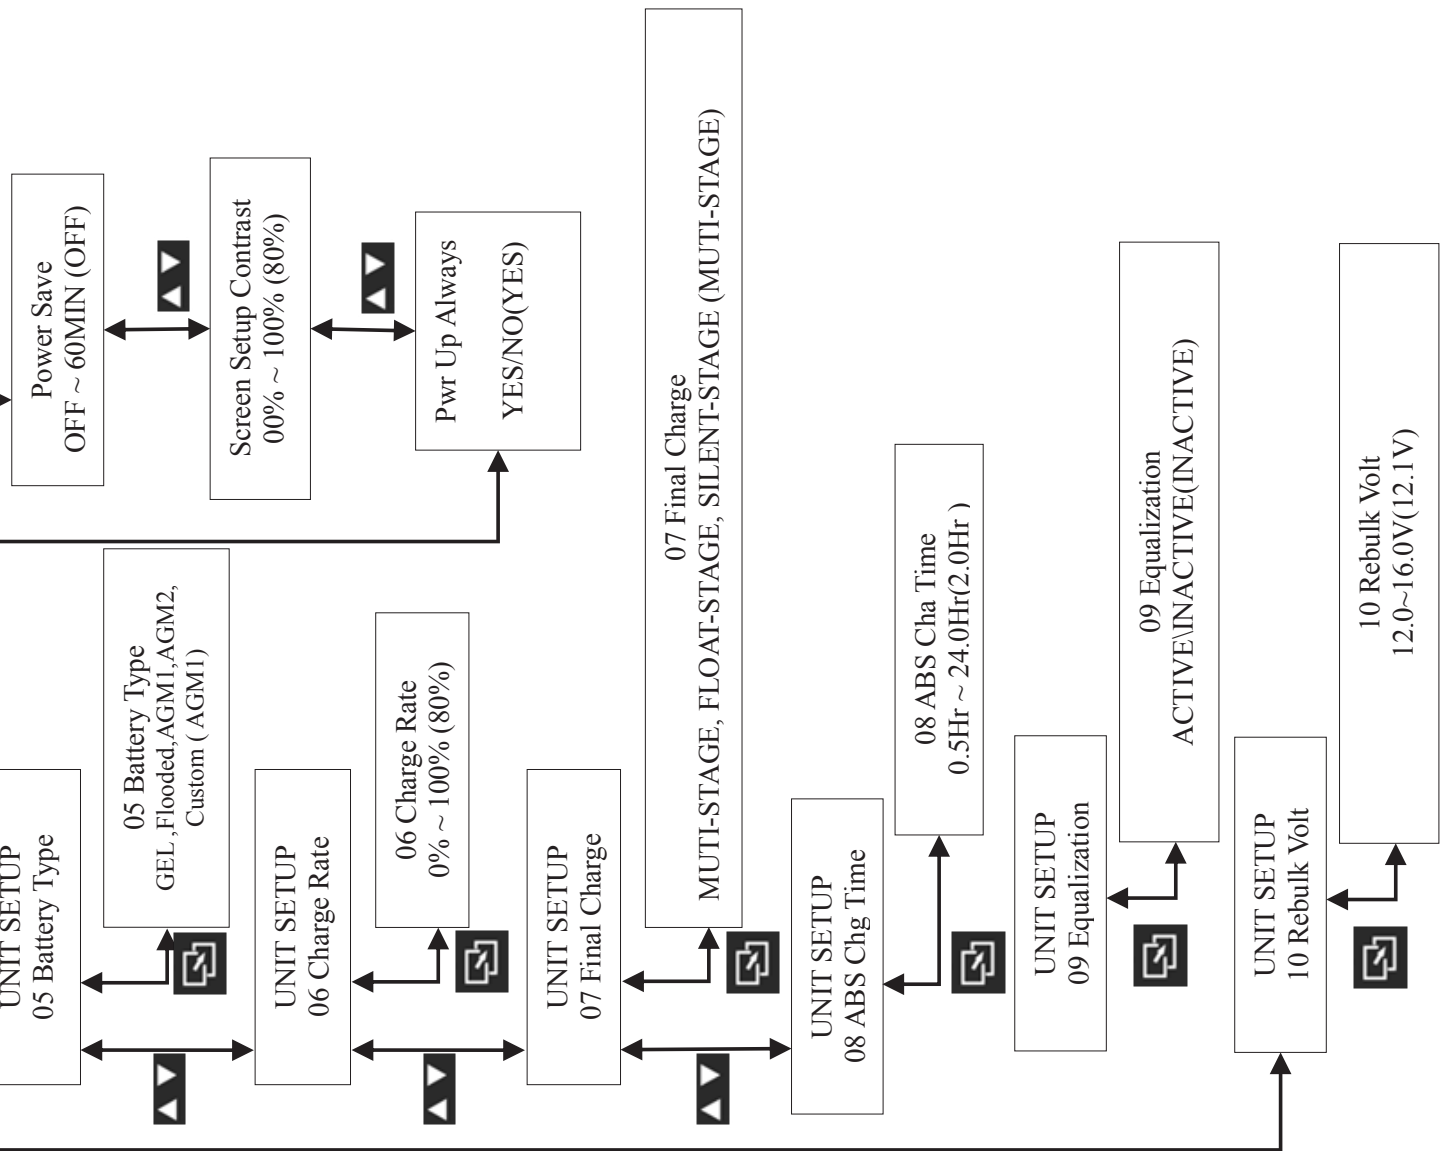 Power Save
OFF ~ 60MIN (OFF)
Screen Setup Contrast
00% ~ 100% (80%)
Pwr Up Always
YES/NO(YES)
UNIT SETUP
05 Battery Type
05 Battery Type
GEL ,Flooded,AGM1,AGM2,
Custom ( AGM1)
UNIT SETUP
06 Charge Rate
06 Charge Rate
0% ~ 100% (80%)
UNIT SETUP
07 Final Charge
07 Final Charge
MUTI-STAGE, FLOAT-STAGE, SILENT-STAGE (MUTI-STAGE)
UNIT SETUP
08 ABS Chg Time
08 ABS Cha Time
0.5Hr ~ 24.0Hr(2.0Hr )
UNIT SETUP
09 Equalization
09 Equalization
ACTIVE\INACTIVE(INACTIVE)
UNIT SETUP
10 Rebulk Volt
10 Rebulk Volt
12.0~16.0V(12.1V)